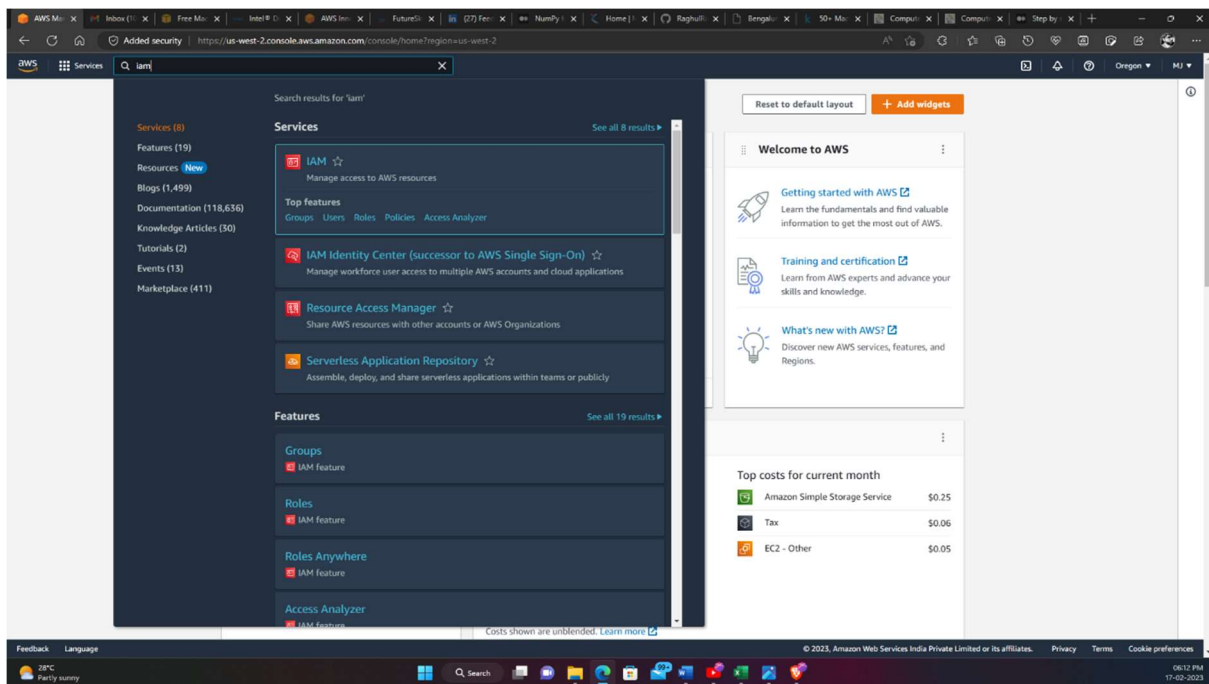 AWS Mar
Inbox (10
Free Mac
Intel® D
AWS Inn
FutureSk
(27) Feed
NumPy t
Home | 
RaghulR
Bengalur
50+ Mac
Comput
Comput
Step by s
Added security
https://us-west-2.console.aws.amazon.com/console/home?region=us-west-2
aws
Services
iam
Oregon ▼
MJ ▼
Search results for 'iam'
Services (8)
Features (19)
Resources New
Blogs (1,499)
Documentation (118,636)
Knowledge Articles (30)
Tutorials (2)
Events (13)
Marketplace (411)
Services
See all 8 results ▶
IAM ☆
Manage access to AWS resources
Top features
Groups Users Roles Policies Access Analyzer
IAM Identity Center (successor to AWS Single Sign-On) ☆
Manage workforce user access to multiple AWS accounts and cloud applications
Resource Access Manager ☆
Share AWS resources with other accounts or AWS Organizations
Serverless Application Repository ☆
Assemble, deploy, and share serverless applications within teams or publicly
Features
See all 19 results ▶
Groups
IAM feature
Roles
IAM feature
Roles Anywhere
IAM feature
Access Analyzer
IAM feature
Reset to default layout
+ Add widgets
Welcome to AWS
Getting started with AWS
Learn the fundamentals and find valuable
information to get the most out of AWS.
Training and certification
Learn from AWS experts and advance your
skills and knowledge.
What's new with AWS?
Discover new AWS services, features, and
Regions.
Top costs for current month
Amazon Simple Storage Service $0.25
Tax $0.06
EC2 - Other $0.05
Costs shown are unblended. Learn more
Feedback Language
© 2023, Amazon Web Services India Private Limited or its affiliates. Privacy Terms Cookie preferences
28°C
Partly sunny
Search
99+
06:12 PM
17-02-2023